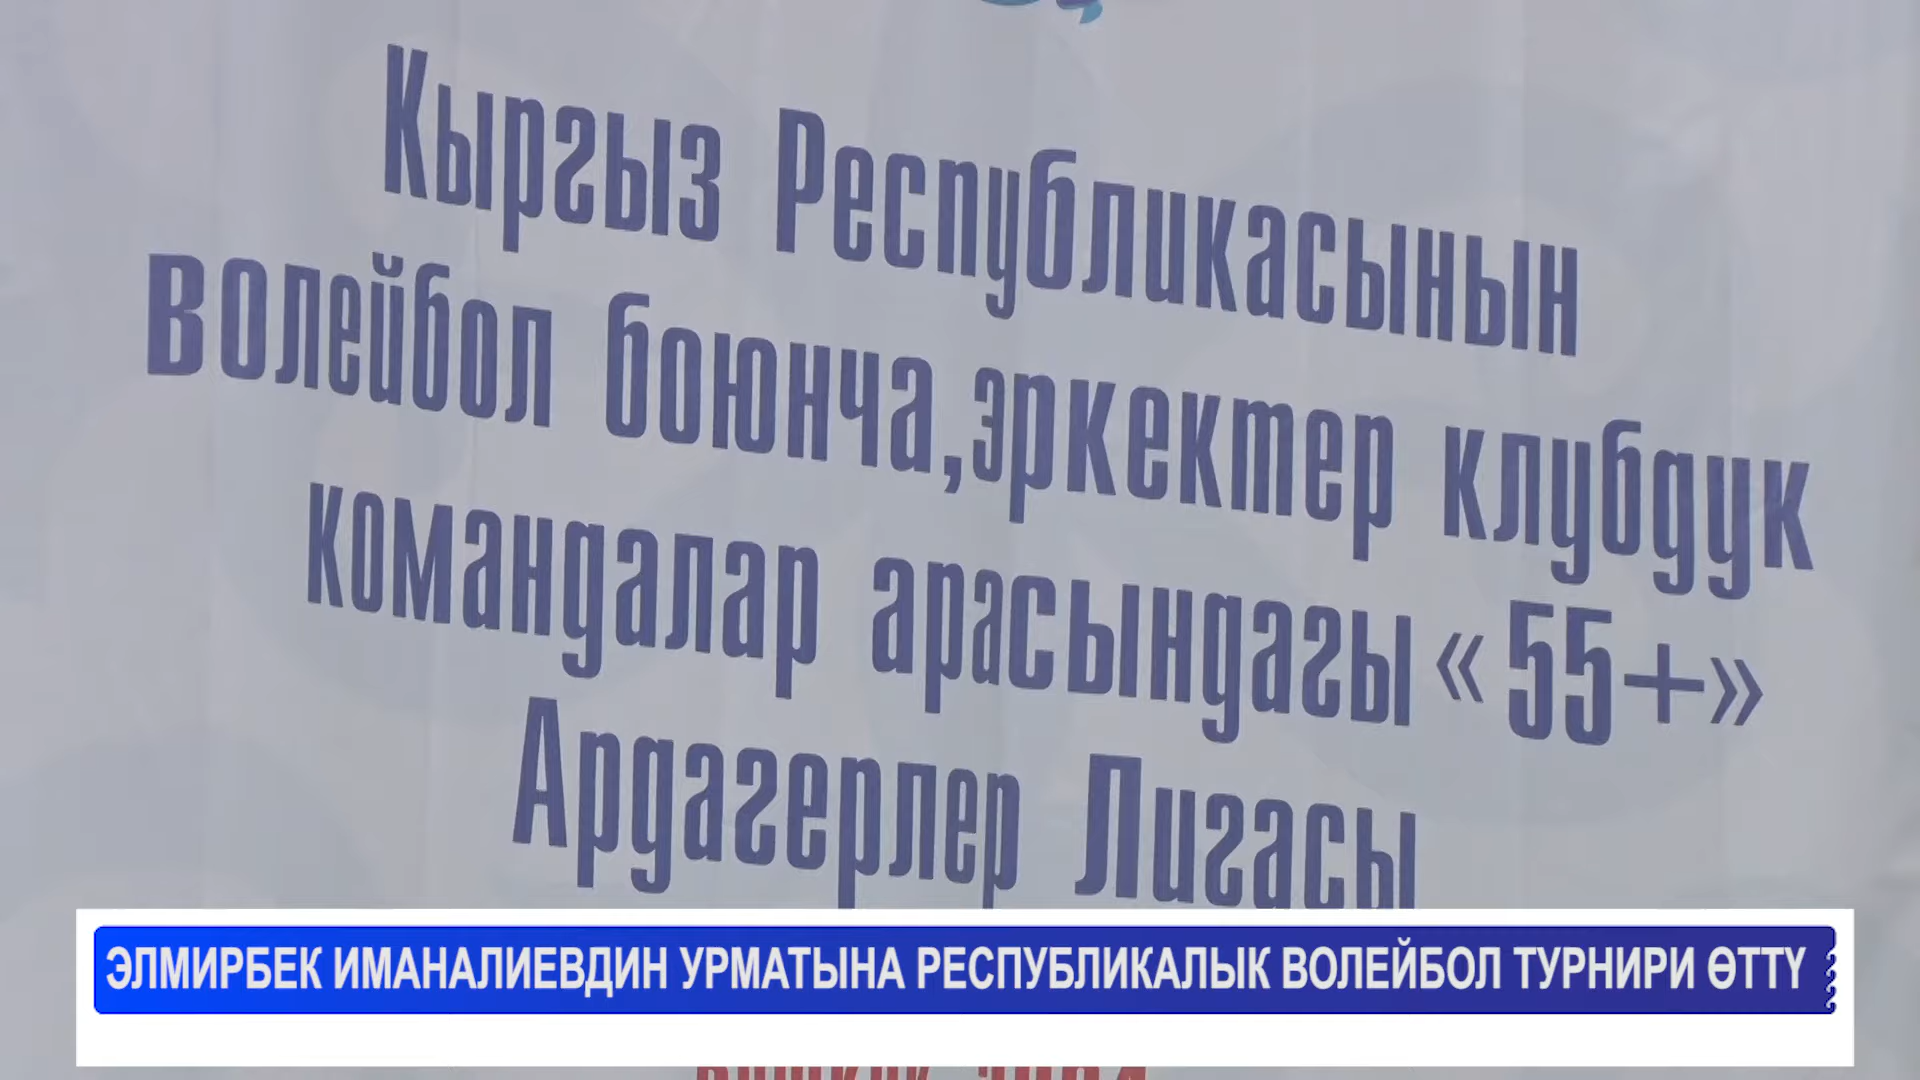 Кыргыз Республикасынын
волейбол боюнча,эркектер клубдук
командалар арасындагы «55+»
Ардагерлер Лигасы
ЭЛМИРБЕК ИМАНАЛИЕВДИН УРМАТЫНА РЕСПУБЛИКАЛЫК ВОЛЕЙБОЛ ТУРНИРИ ӨТТҮ